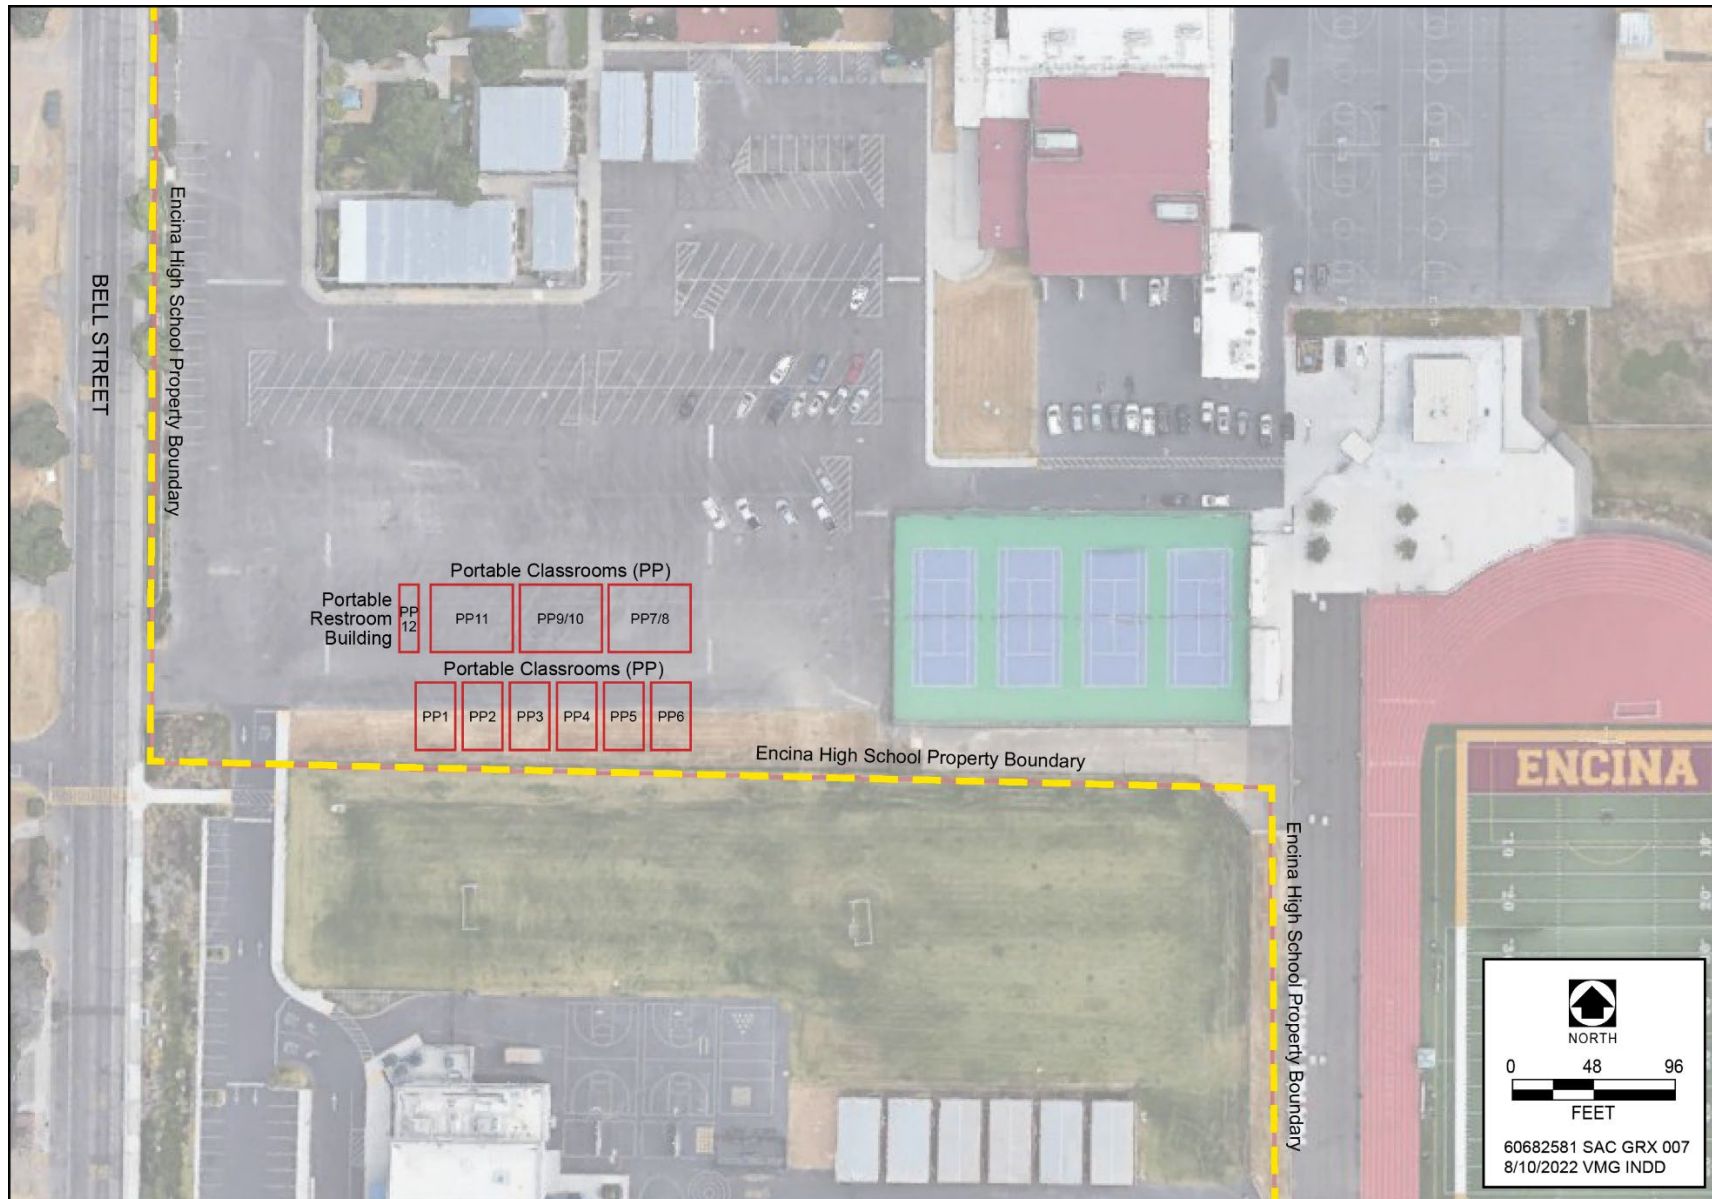 Encina High School Property Boundary
BELL STREET
Portable Classrooms (PP)
Portable
Restroom
Building
PP
12
PP11
PP9/10
PP7/8
Portable Classrooms (PP)
PP1
PP2
PP3
PP4
PP5
PP6
Encina High School Property Boundary
ENCINA
Encina High School Property Boundary
NORTH
0 48 96
FEET
60682581 SAC GRX 007
8/10/2022 VMG INDD